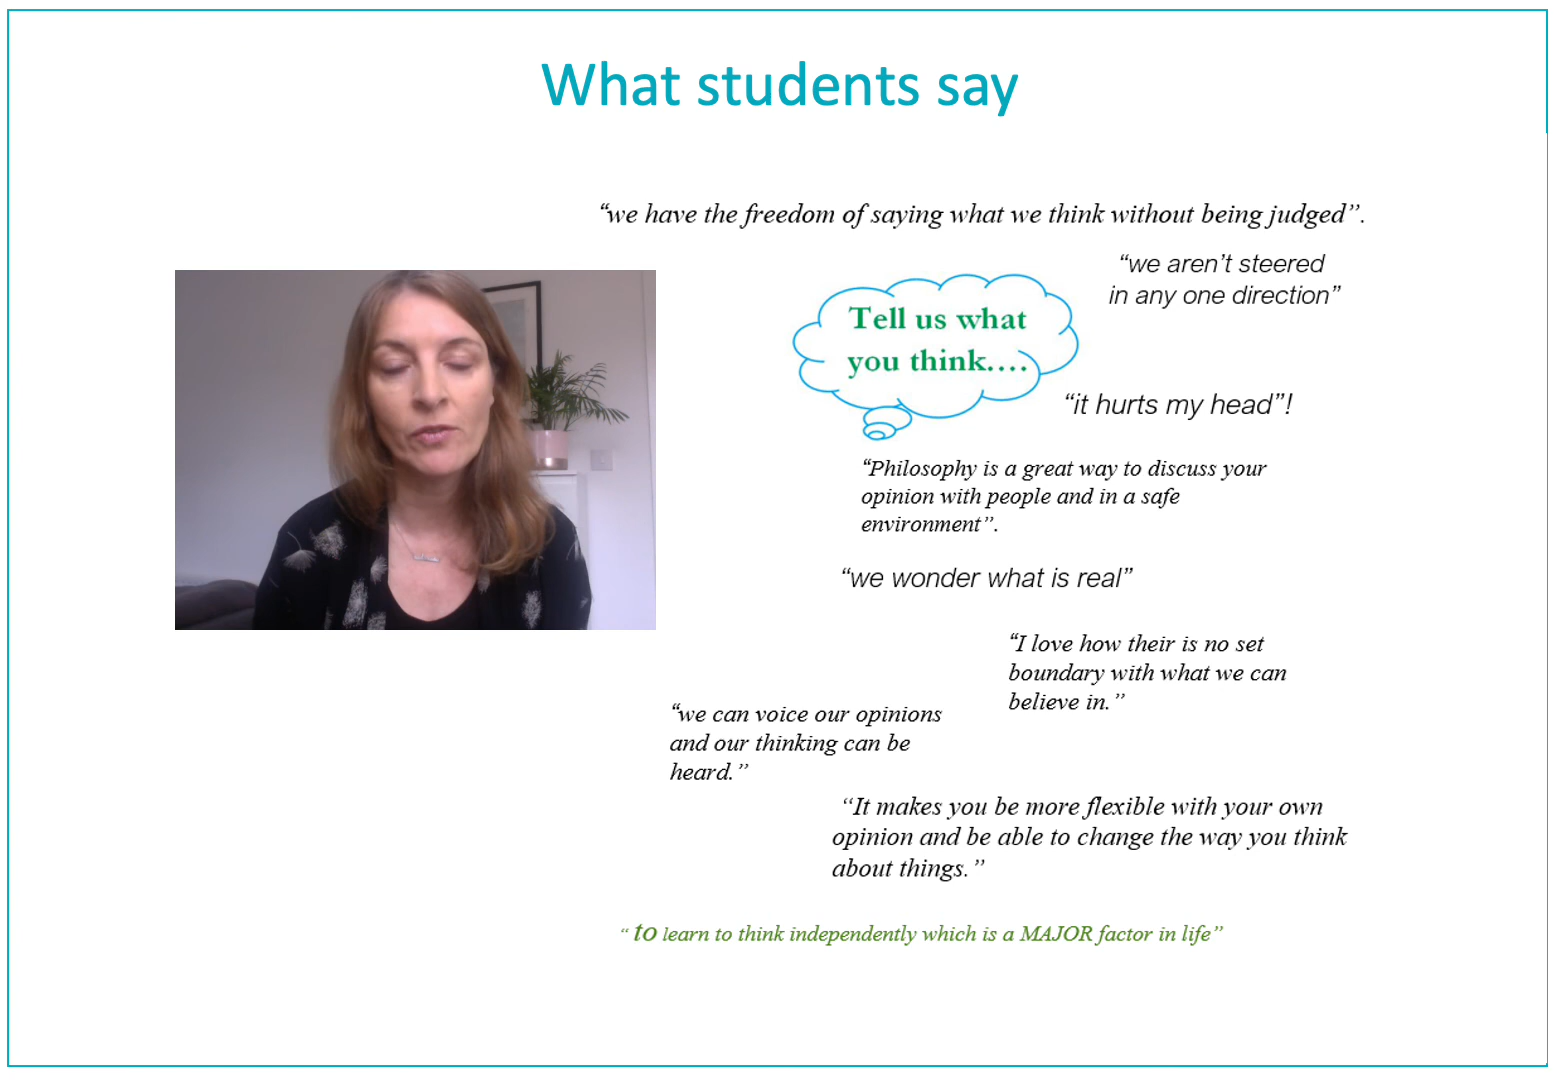 What students say
“we have the freedom of saying what we think without being judged”.
“we aren’t steered
in any one direction”
Tell us what
you think....
“it hurts my head”!
“Philosophy is a great way to discuss your
opinion with people and in a safe
environment”.
“we wonder what is real”
“I love how their is no set
boundary with what we can
believe in.”
“we can voice our opinions
and our thinking can be
heard.”
“It makes you be more flexible with your own
opinion and be able to change the way you think
about things.”
“ to learn to think independently which is a MAJOR factor in life”